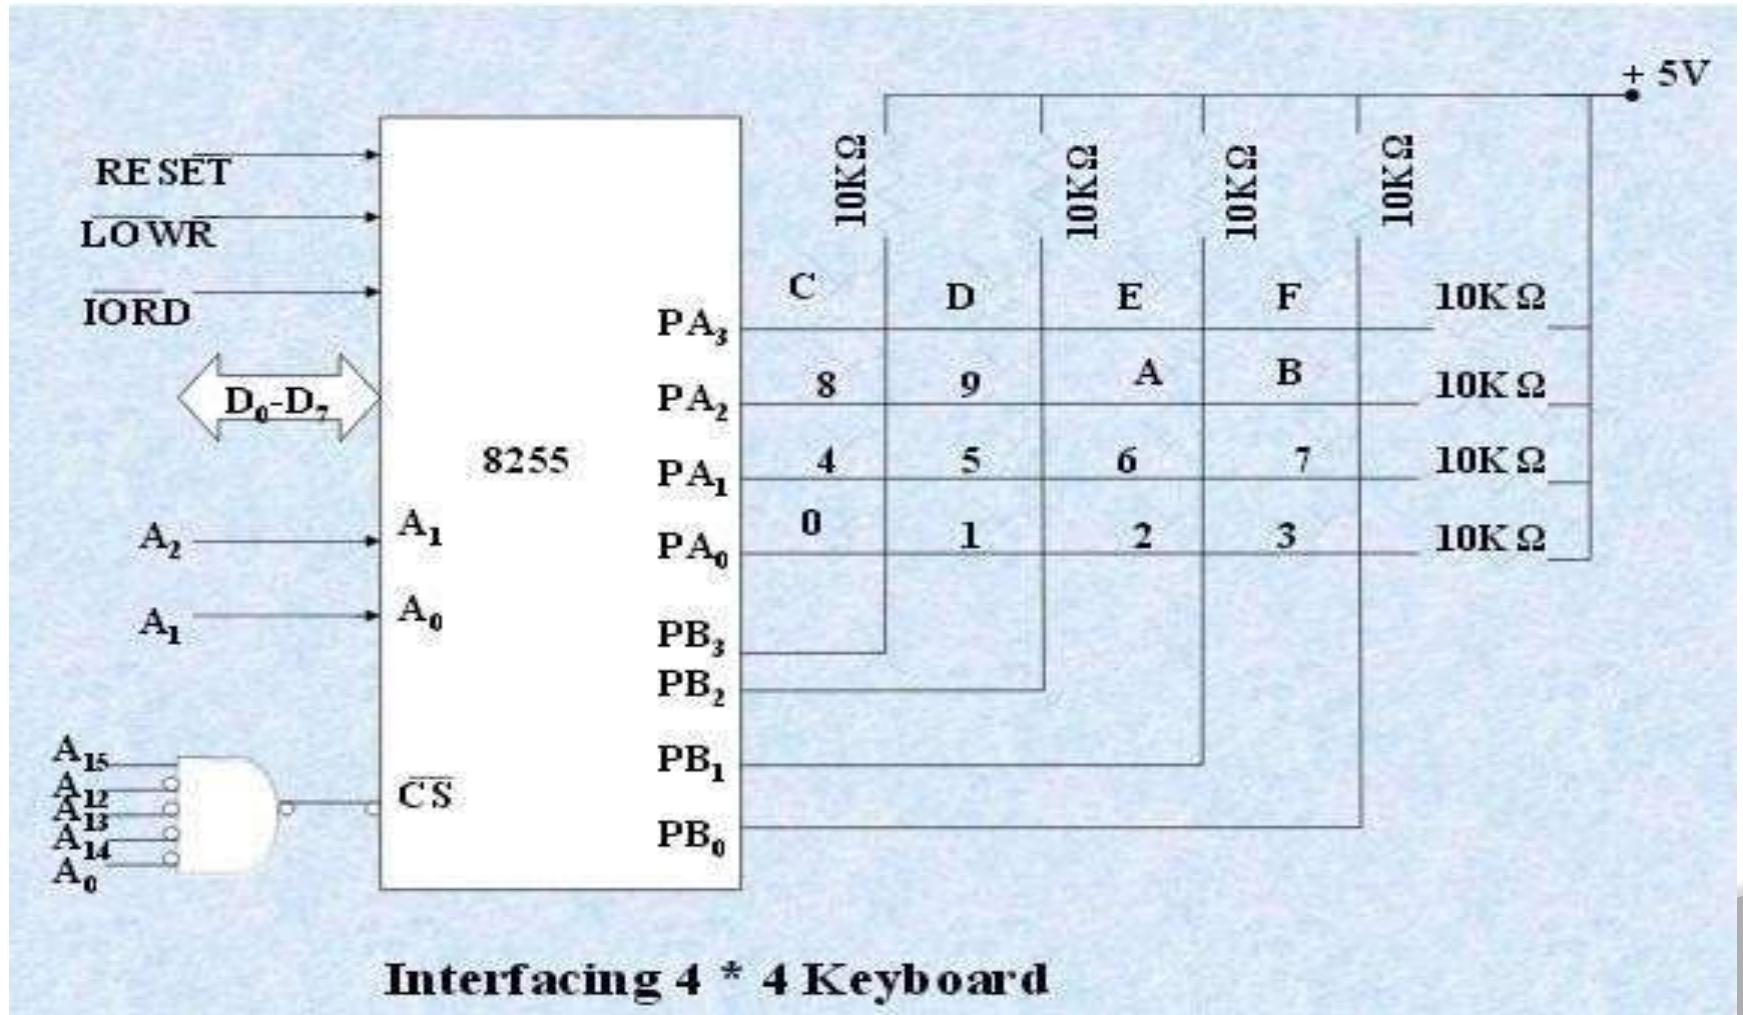 + 5V
10KΩ 10KΩ 10KΩ 10KΩ
RESET
LOWR
IORD
C D E F 10KΩ
PA3
8 9 A B 10KΩ
D0-D7
PA2
8255
4 5 6 7 10KΩ
PA1
0 1 2 3 10KΩ
A2 A1
PA0
A1 A0
PB3
PB2
PB1
A15
A12
A13
A14
A0
CS
PB0
Interfacing 4 * 4 Keyboard